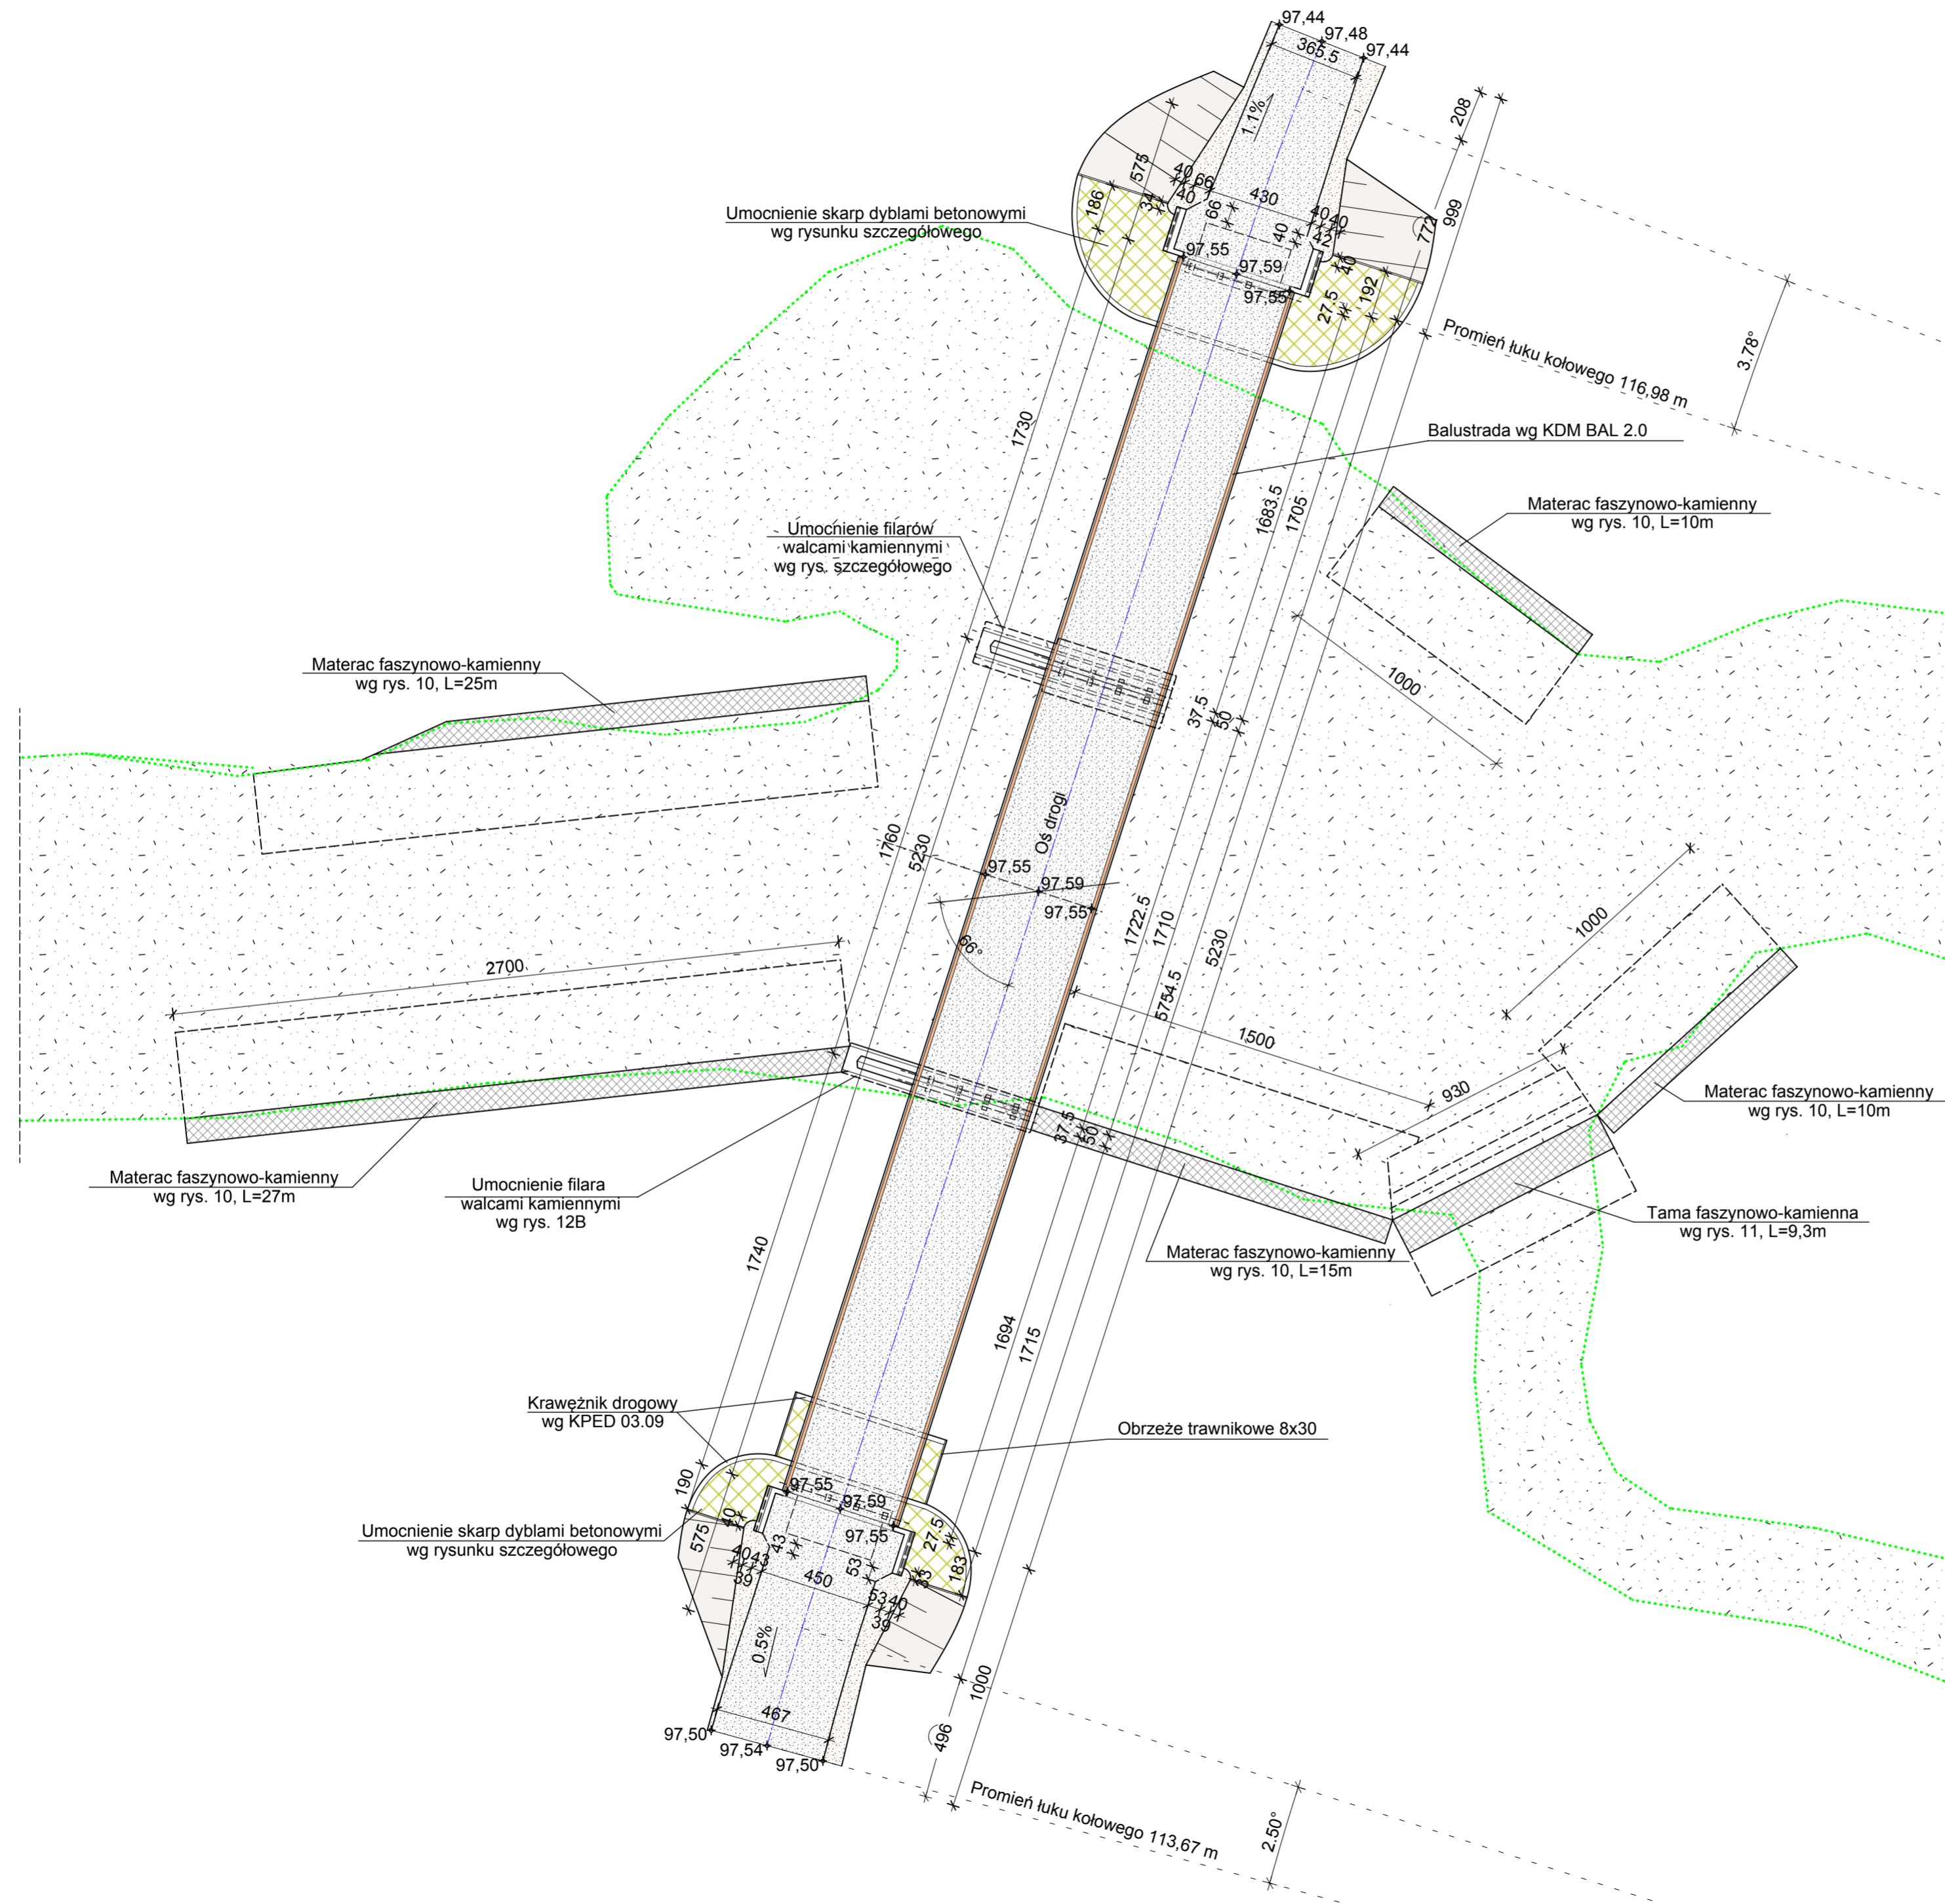 97,44
97,48
97,44
365.5
208
1.1%
575
999
772
186
34
40
66
40
430
66
40
40
40
42
40
27.5
192
97,55
97,59
97,55
Umocnienie skarp dyblami betonowymi
wg rysunku szczegółowego
Promień łuku kołowego 116,98 m
3.78°
1730
Balustrada wg KDM BAL 2.0
1683.5
1705
Umocnienie filarów
walcami kamiennymi
wg rys. szczegółowego
Materac faszynowo-kamienny
wg rys. 10, L=10m
1000
Materac faszynowo-kamienny
wg rys. 10, L=25m
37.5
50
Oś drogi
1760
5230
97,55
97,59
97,55
66°
1722.5
1710
5754.5
5230
1000
2700
1500
930
Materac faszynowo-kamienny
wg rys. 10, L=10m
37.5
50
Materac faszynowo-kamienny
wg rys. 10, L=27m
Umocnienie filara
walcami kamiennymi
wg rys. 12B
Tama faszynowo-kamienna
wg rys. 11, L=9,3m
Materac faszynowo-kamienny
wg rys. 10, L=15m
1740
1694
1715
Krawężnik drogowy
wg KPED 03.09
Obrzeże trawnikowe 8x30
190
97,55
97,59
97,55
40
575
Umocnienie skarp dyblami betonowymi
wg rysunku szczegółowego
43
40
43
39
450
53
27.5
183
33
53
40
39
0.5%
467
97,50
97,54
97,50
1000
496
Promień łuku kołowego 113,67 m
2.50°